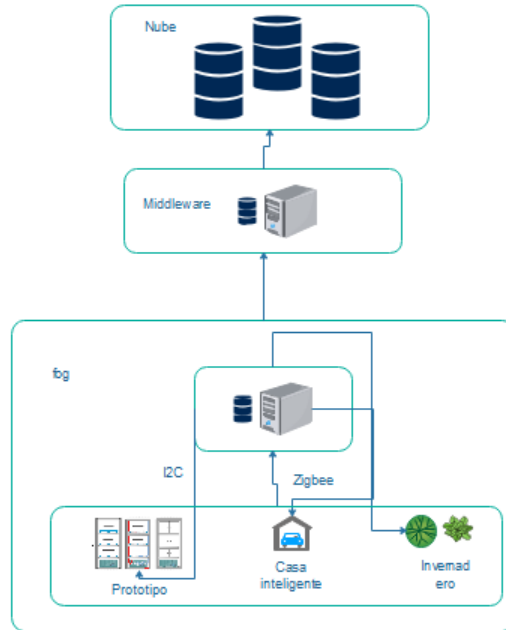 Nube
Middleware
fog
I2C
Zigbee
Prototipo
Casa
inteligente
Invernad
ero